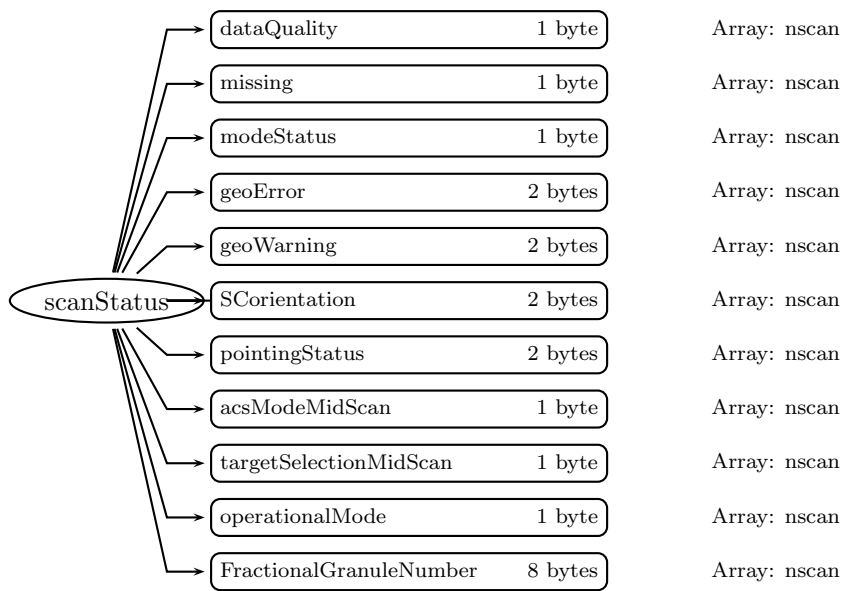 dataQuality 1 byte Array: nscan
missing 1 byte Array: nscan
modeStatus 1 byte Array: nscan
geoError 2 bytes Array: nscan
geoWarning 2 bytes Array: nscan
scanStatus SCorientation 2 bytes Array: nscan
pointingStatus 2 bytes Array: nscan
acsModeMidScan 1 byte Array: nscan
targetSelectionMidScan 1 byte Array: nscan
operationalMode 1 byte Array: nscan
FractionalGranuleNumber 8 bytes Array: nscan